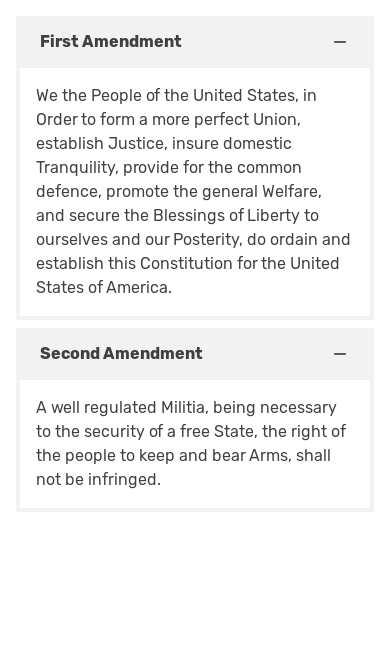 First Amendment
We the People of the United States, in
Order to form a more perfect Union,
establish Justice, insure domestic
Tranquility, provide for the common
defence, promote the general Welfare,
and secure the Blessings of Liberty to
ourselves and our Posterity, do ordain and
establish this Constitution for the United
States of America.
Second Amendment
A well regulated Militia, being necessary
to the security of a free State, the right of
the people to keep and bear Arms, shall
not be infringed.